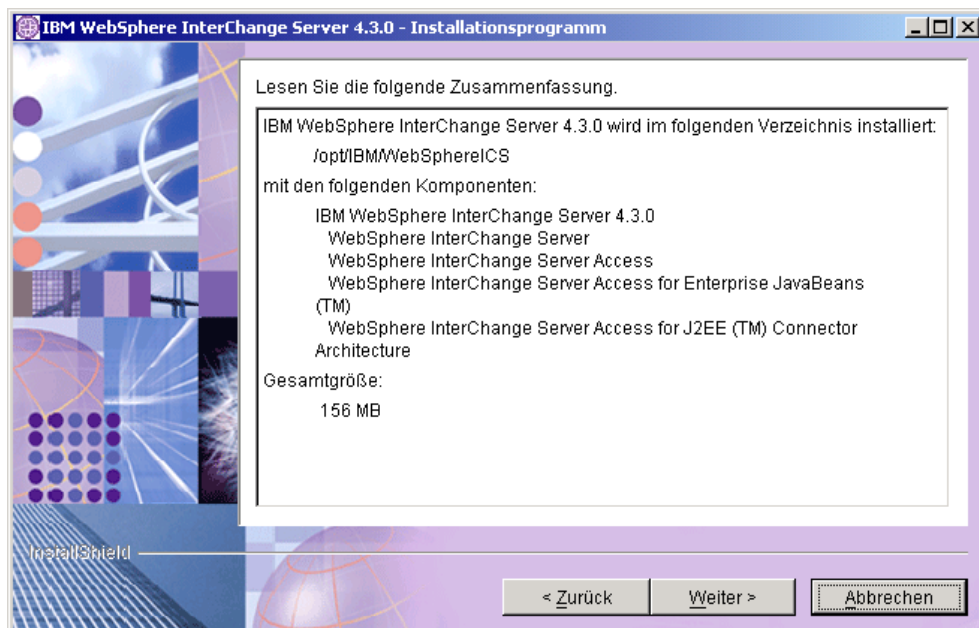 IBM WebSphere InterChange Server 4.3.0 - Installationsprogramm
Lesen Sie die folgende Zusammenfassung.
IBM WebSphere InterChange Server 4.3.0 wird im folgenden Verzeichnis installiert:
/opt/IBM/WebSphereICS
mit den folgenden Komponenten:
IBM WebSphere InterChange Server 4.3.0
WebSphere InterChange Server
WebSphere InterChange Server Access
WebSphere InterChange Server Access for Enterprise JavaBeans
(TM)
WebSphere InterChange Server Access for J2EE (TM) Connector
Architecture
Gesamtgröße:
156 MB
InstallShield
< Zurück
Weiter >
Abbrechen